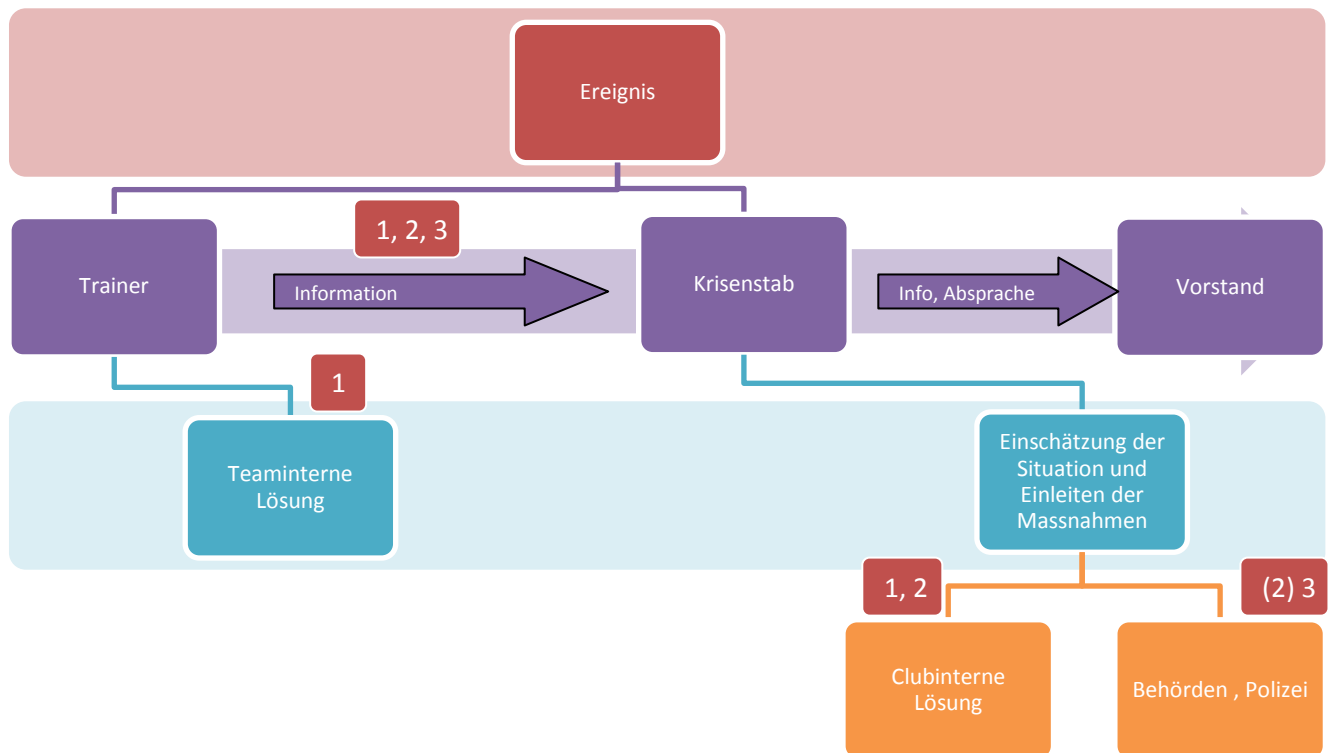 Ereignis
1, 2, 3
Trainer
Information
Krisenstab
Info, Absprache
Vorstand
1
Teaminterne
Lösung
Einschätzung der
Situation und
Einleiten der
Massnahmen
1, 2
(2) 3
Clubinterne
Lösung
Behörden , Polizei